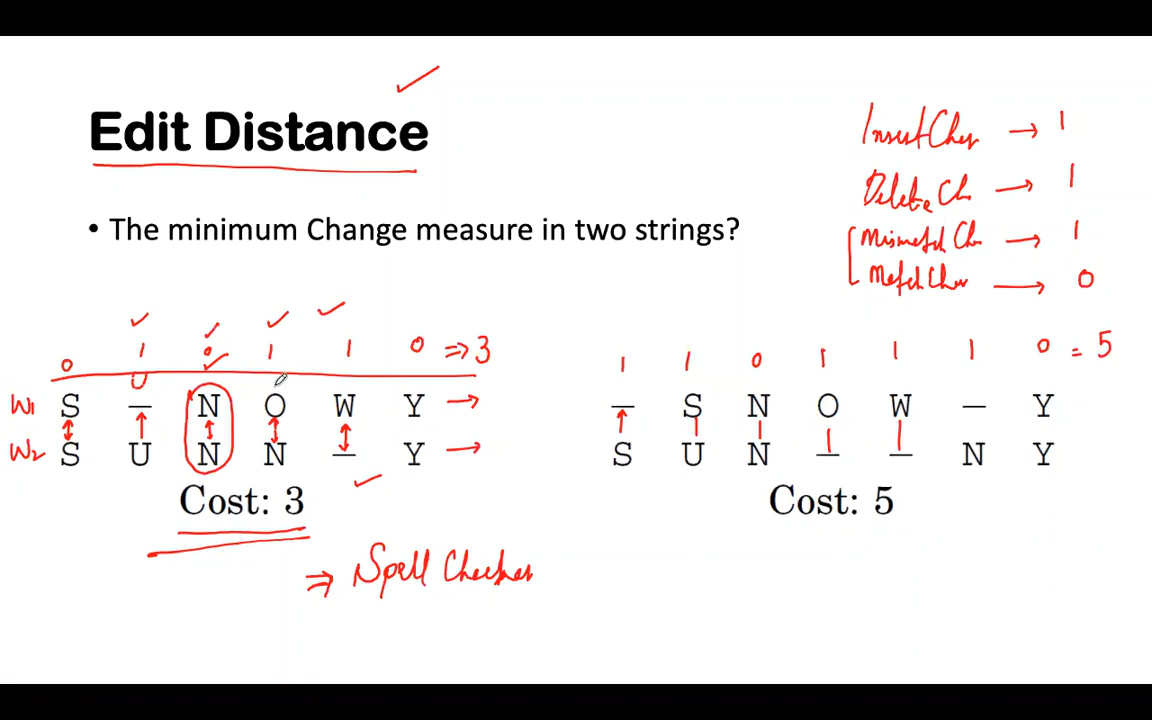 Edit Distance
Insert Char → 1
Delete Ch → 1
• The minimum Change measure in two strings?
Mismatch Ch → 1
Match Char → 0
0 1 0 1 1 0 => 3
1 1 0 1 1 1 0 = 5
U
W1 S — N O W Y →
W2 S U N N — Y →
— S N O W — Y
S U N — — N Y
Cost: 3
Cost: 5
⇒ Spell Checker